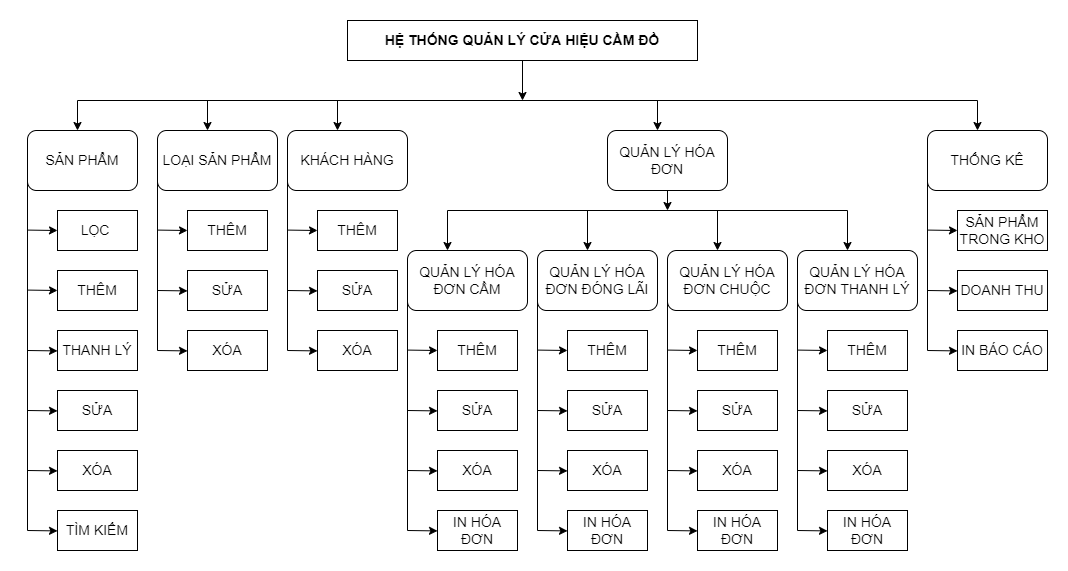 HỆ THỐNG QUẢN LÝ CỬA HIỆU CẦM ĐỒ
SẢN PHẨM
LỌC
THÊM
THANH LÝ
SỬA
XÓA
TÌM KIẾM
LOẠI SẢN PHẨM
THÊM
SỬA
XÓA
KHÁCH HÀNG
THÊM
SỬA
XÓA
QUẢN LÝ HÓA
ĐƠN
QUẢN LÝ HÓA
ĐƠN CẦM
THÊM
SỬA
XÓA
IN HÓA
ĐƠN
QUẢN LÝ HÓA
ĐƠN ĐÓNG LÃI
THÊM
SỬA
XÓA
IN HÓA
ĐƠN
QUẢN LÝ HÓA
ĐƠN CHUỘC
THÊM
SỬA
XÓA
IN HÓA
ĐƠN
QUẢN LÝ HÓA
ĐƠN THANH LÝ
THÊM
SỬA
XÓA
IN HÓA
ĐƠN
THỐNG KÊ
SẢN PHẨM
TRONG KHO
DOANH THU
IN BÁO CÁO